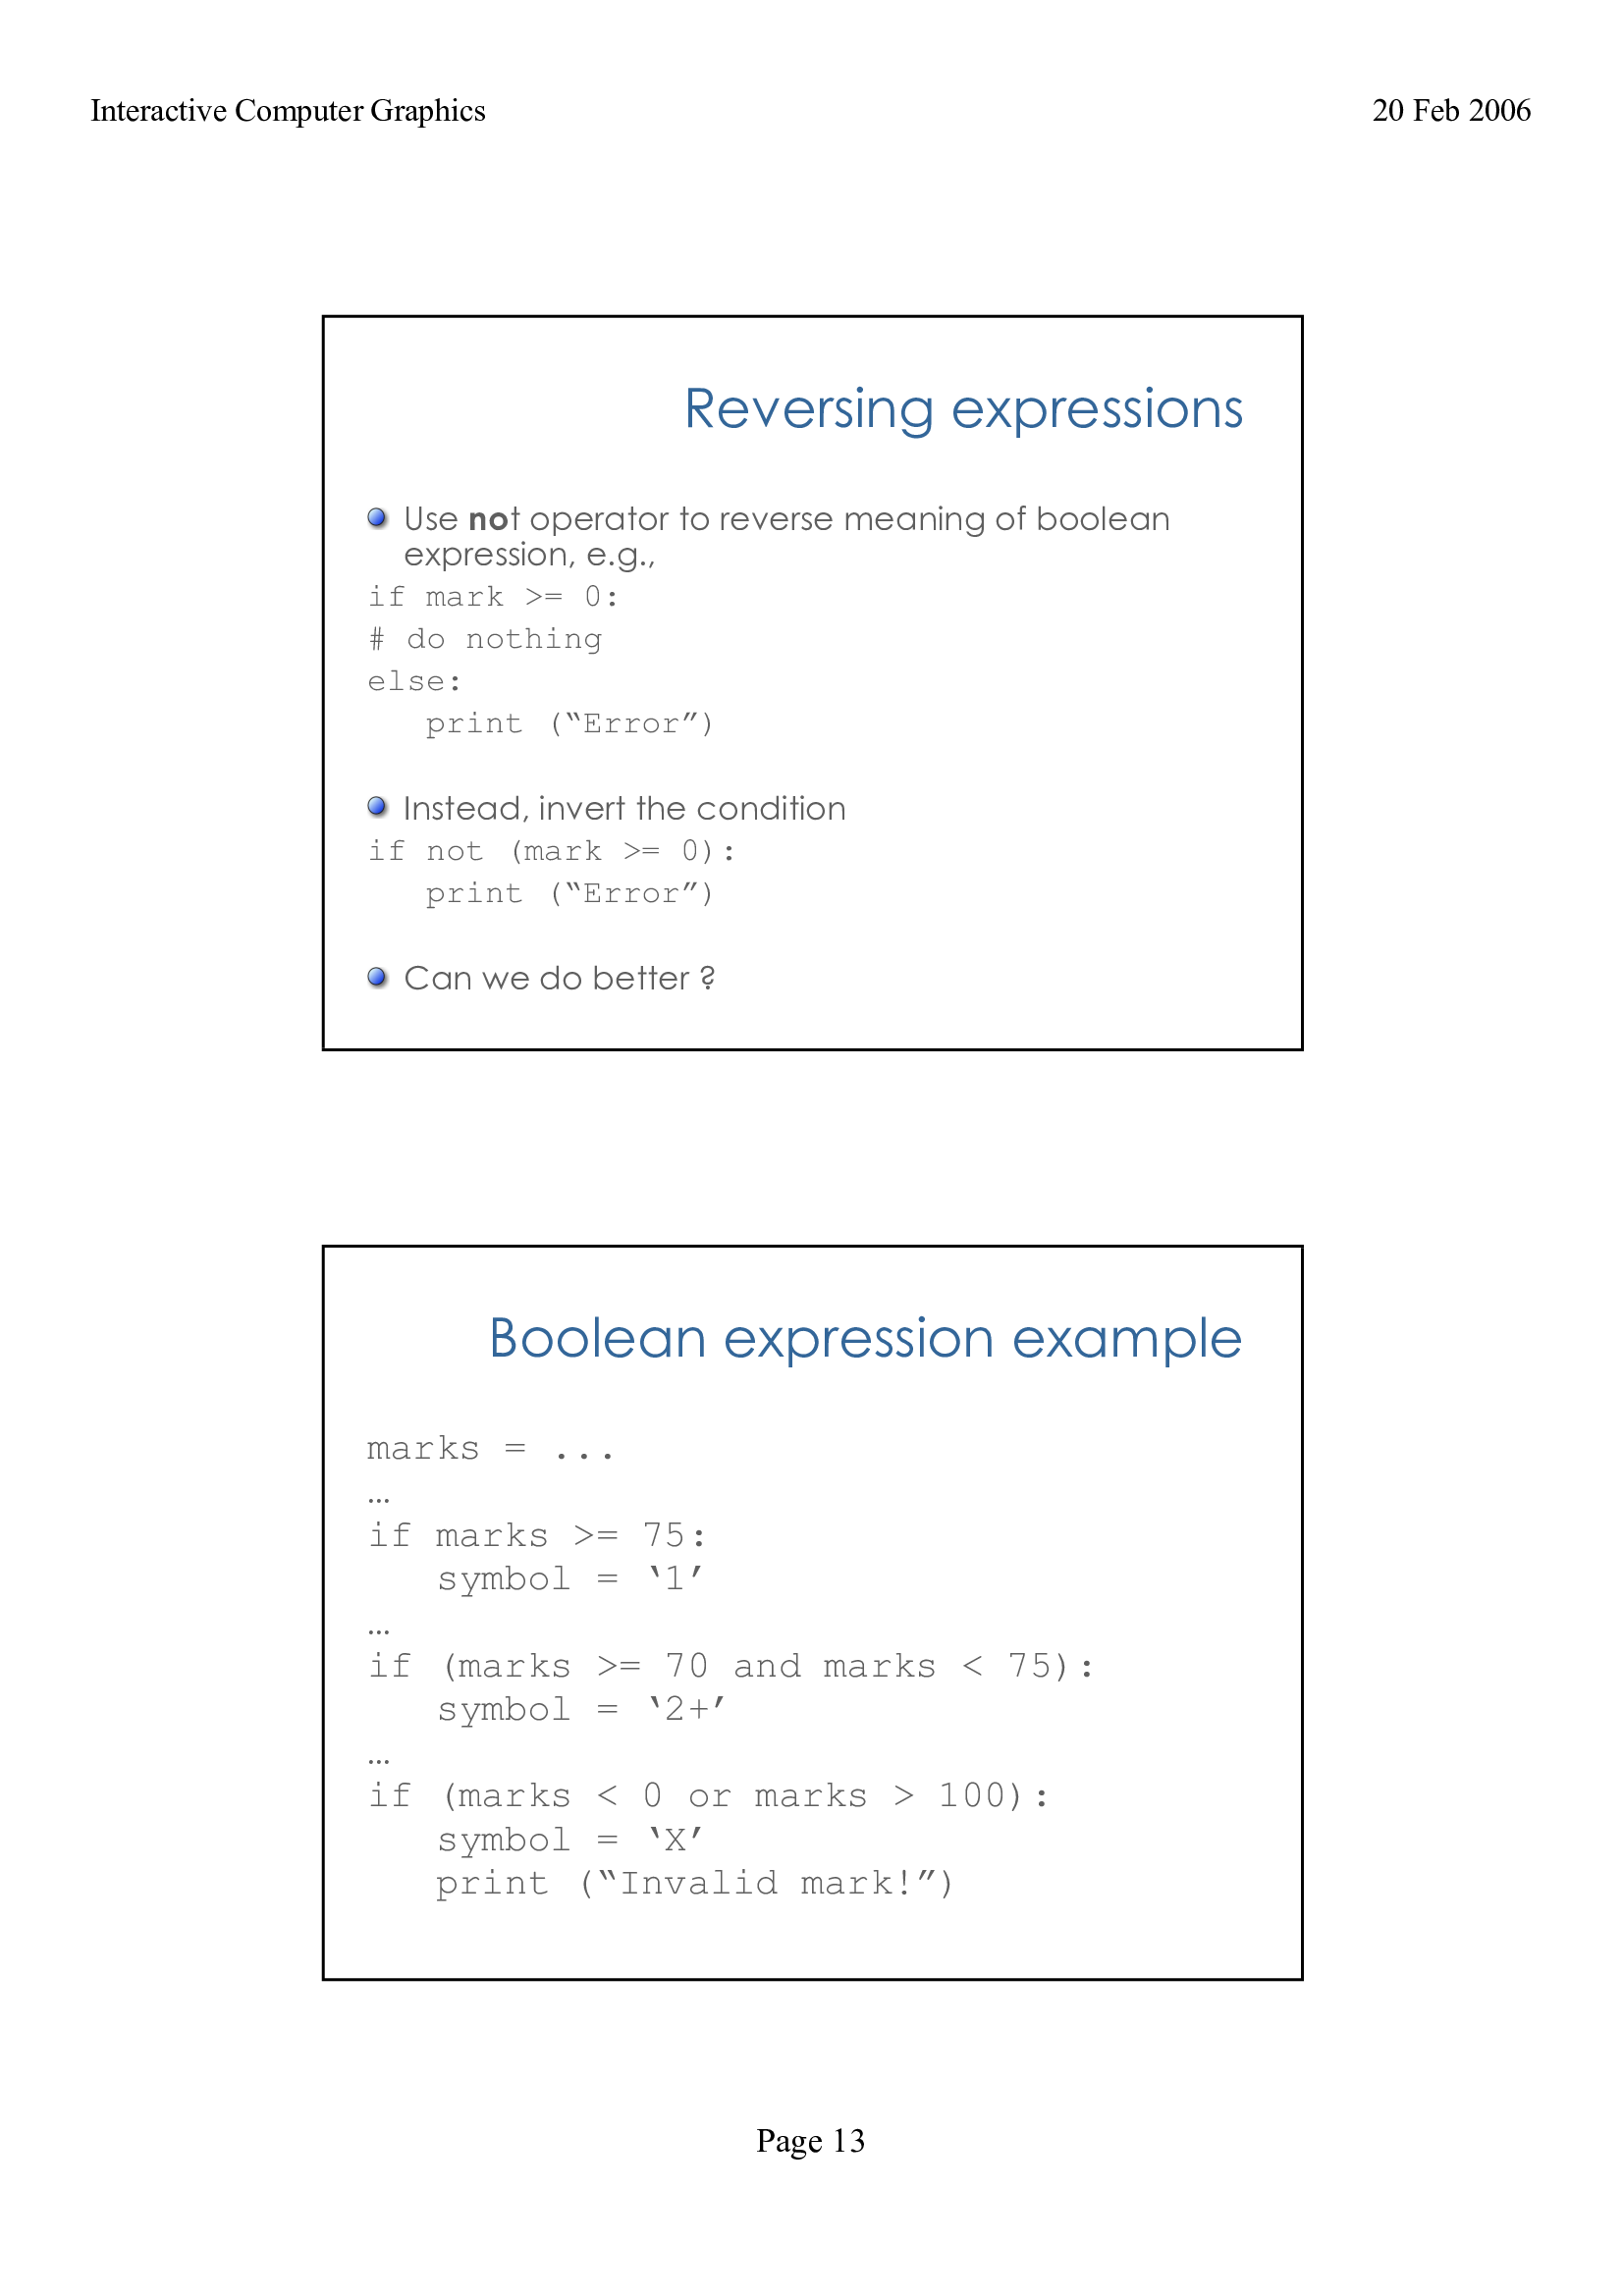 Interactive Computer Graphics
20 Feb 2006
Reversing expressions
Use not operator to reverse meaning of boolean
expression, e.g.,
if mark >= 0:
# do nothing
else:
   print (“Error”)
Instead, invert the condition
if not (mark >= 0):
   print (“Error”)
Can we do better ?
Boolean expression example
marks = ...
…
if marks >= 75:
   symbol = ‘1’
…
if (marks >= 70 and marks < 75):
   symbol = ‘2+’
…
if (marks < 0 or marks > 100):
   symbol = ‘X’
   print (“Invalid mark!”)
Page 13